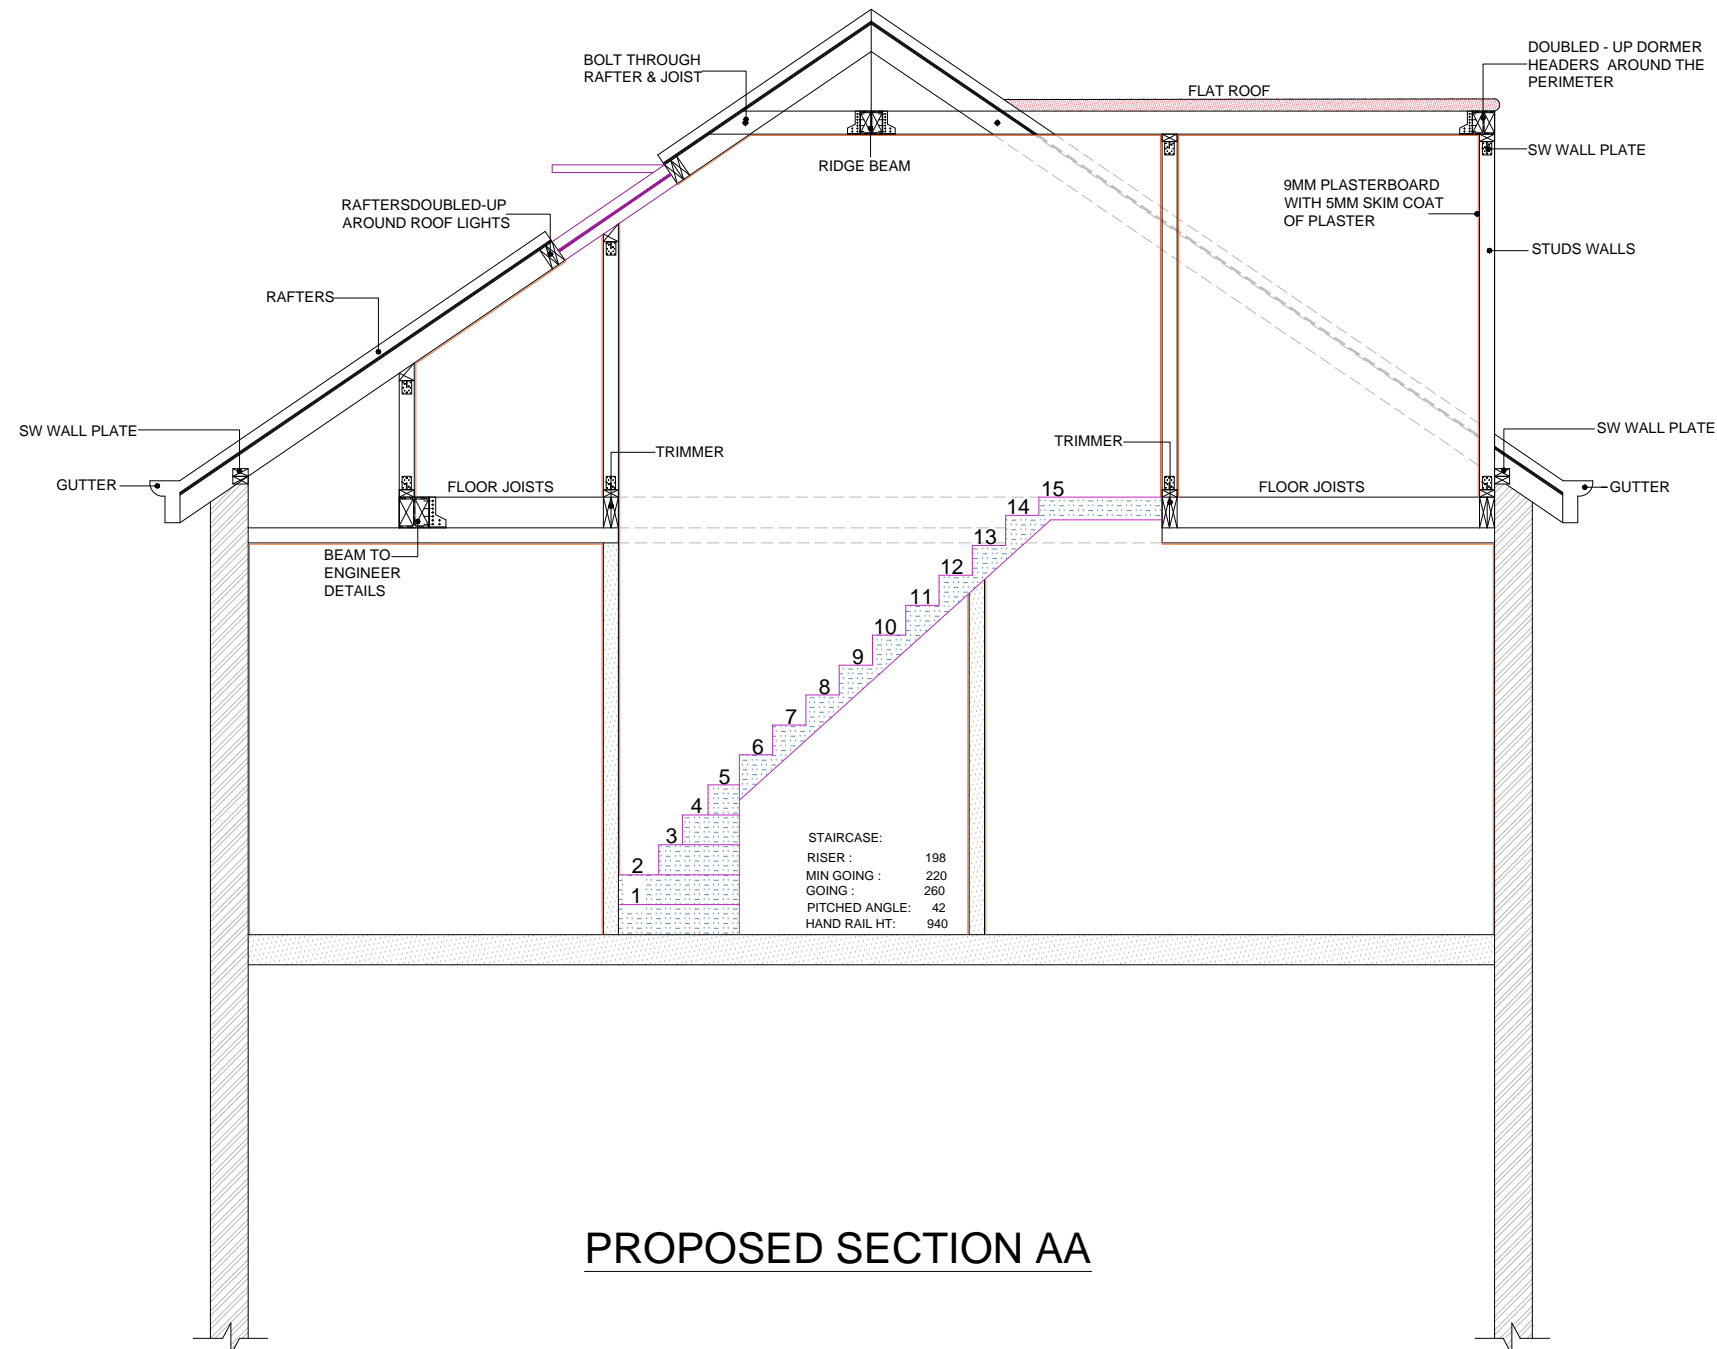 BOLT THROUGH
RAFTER & JOIST
FLAT ROOF
DOUBLED - UP DORMER
HEADERS AROUND THE
PERIMETER
RIDGE BEAM
SW WALL PLATE
RAFTERSDOUBLED-UP
AROUND ROOF LIGHTS
9MM PLASTERBOARD
WITH 5MM SKIM COAT
OF PLASTER
STUDS WALLS
RAFTERS
SW WALL PLATE
TRIMMER
TRIMMER
SW WALL PLATE
GUTTER
FLOOR JOISTS
FLOOR JOISTS
GUTTER
BEAM TO
ENGINEER
DETAILS
15
14
13
12
11
10
9
8
7
6
5
4
3
2
1
STAIRCASE:
RISER : 198
MIN GOING : 220
GOING : 260
PITCHED ANGLE: 42
HAND RAIL HT: 940
PROPOSED SECTION AA